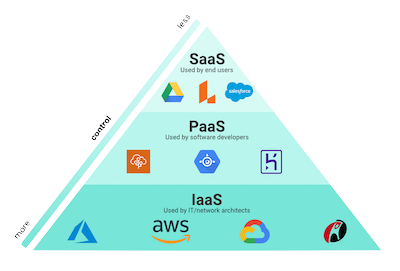 less
SaaS
Used by end users
salesforce
control
PaaS
Used by software developers
more
IaaS
Used by IT/network architects
aws